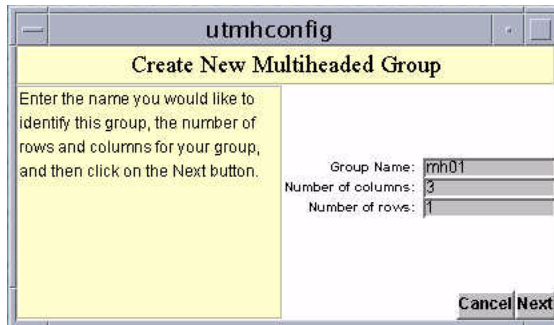 utmhconfig
Create New Multiheaded Group
Enter the name you would like to
identify this group, the number of
rows and columns for your group,
and then click on the Next button.
Group Name: mh01
Number of columns: 3
Number of rows: 1
Cancel Next